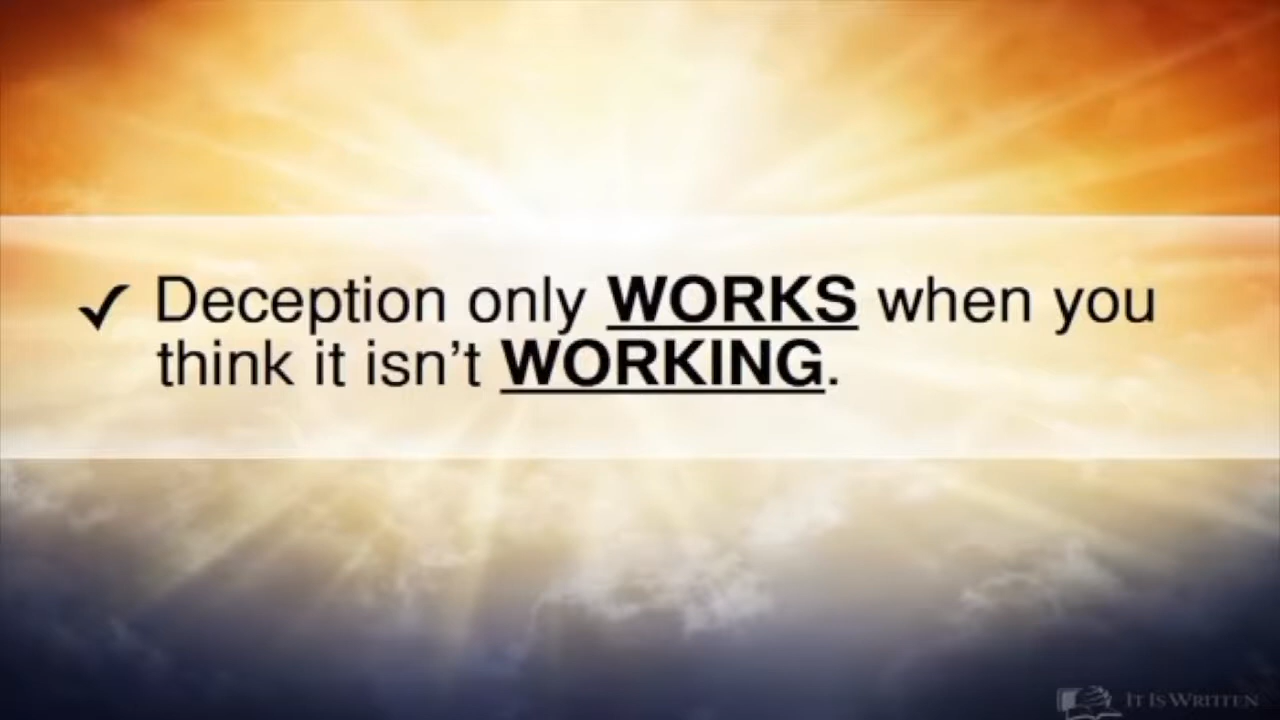 ✓ Deception only WORKS when you
think it isn’t WORKING.
IT IS WRITTEN